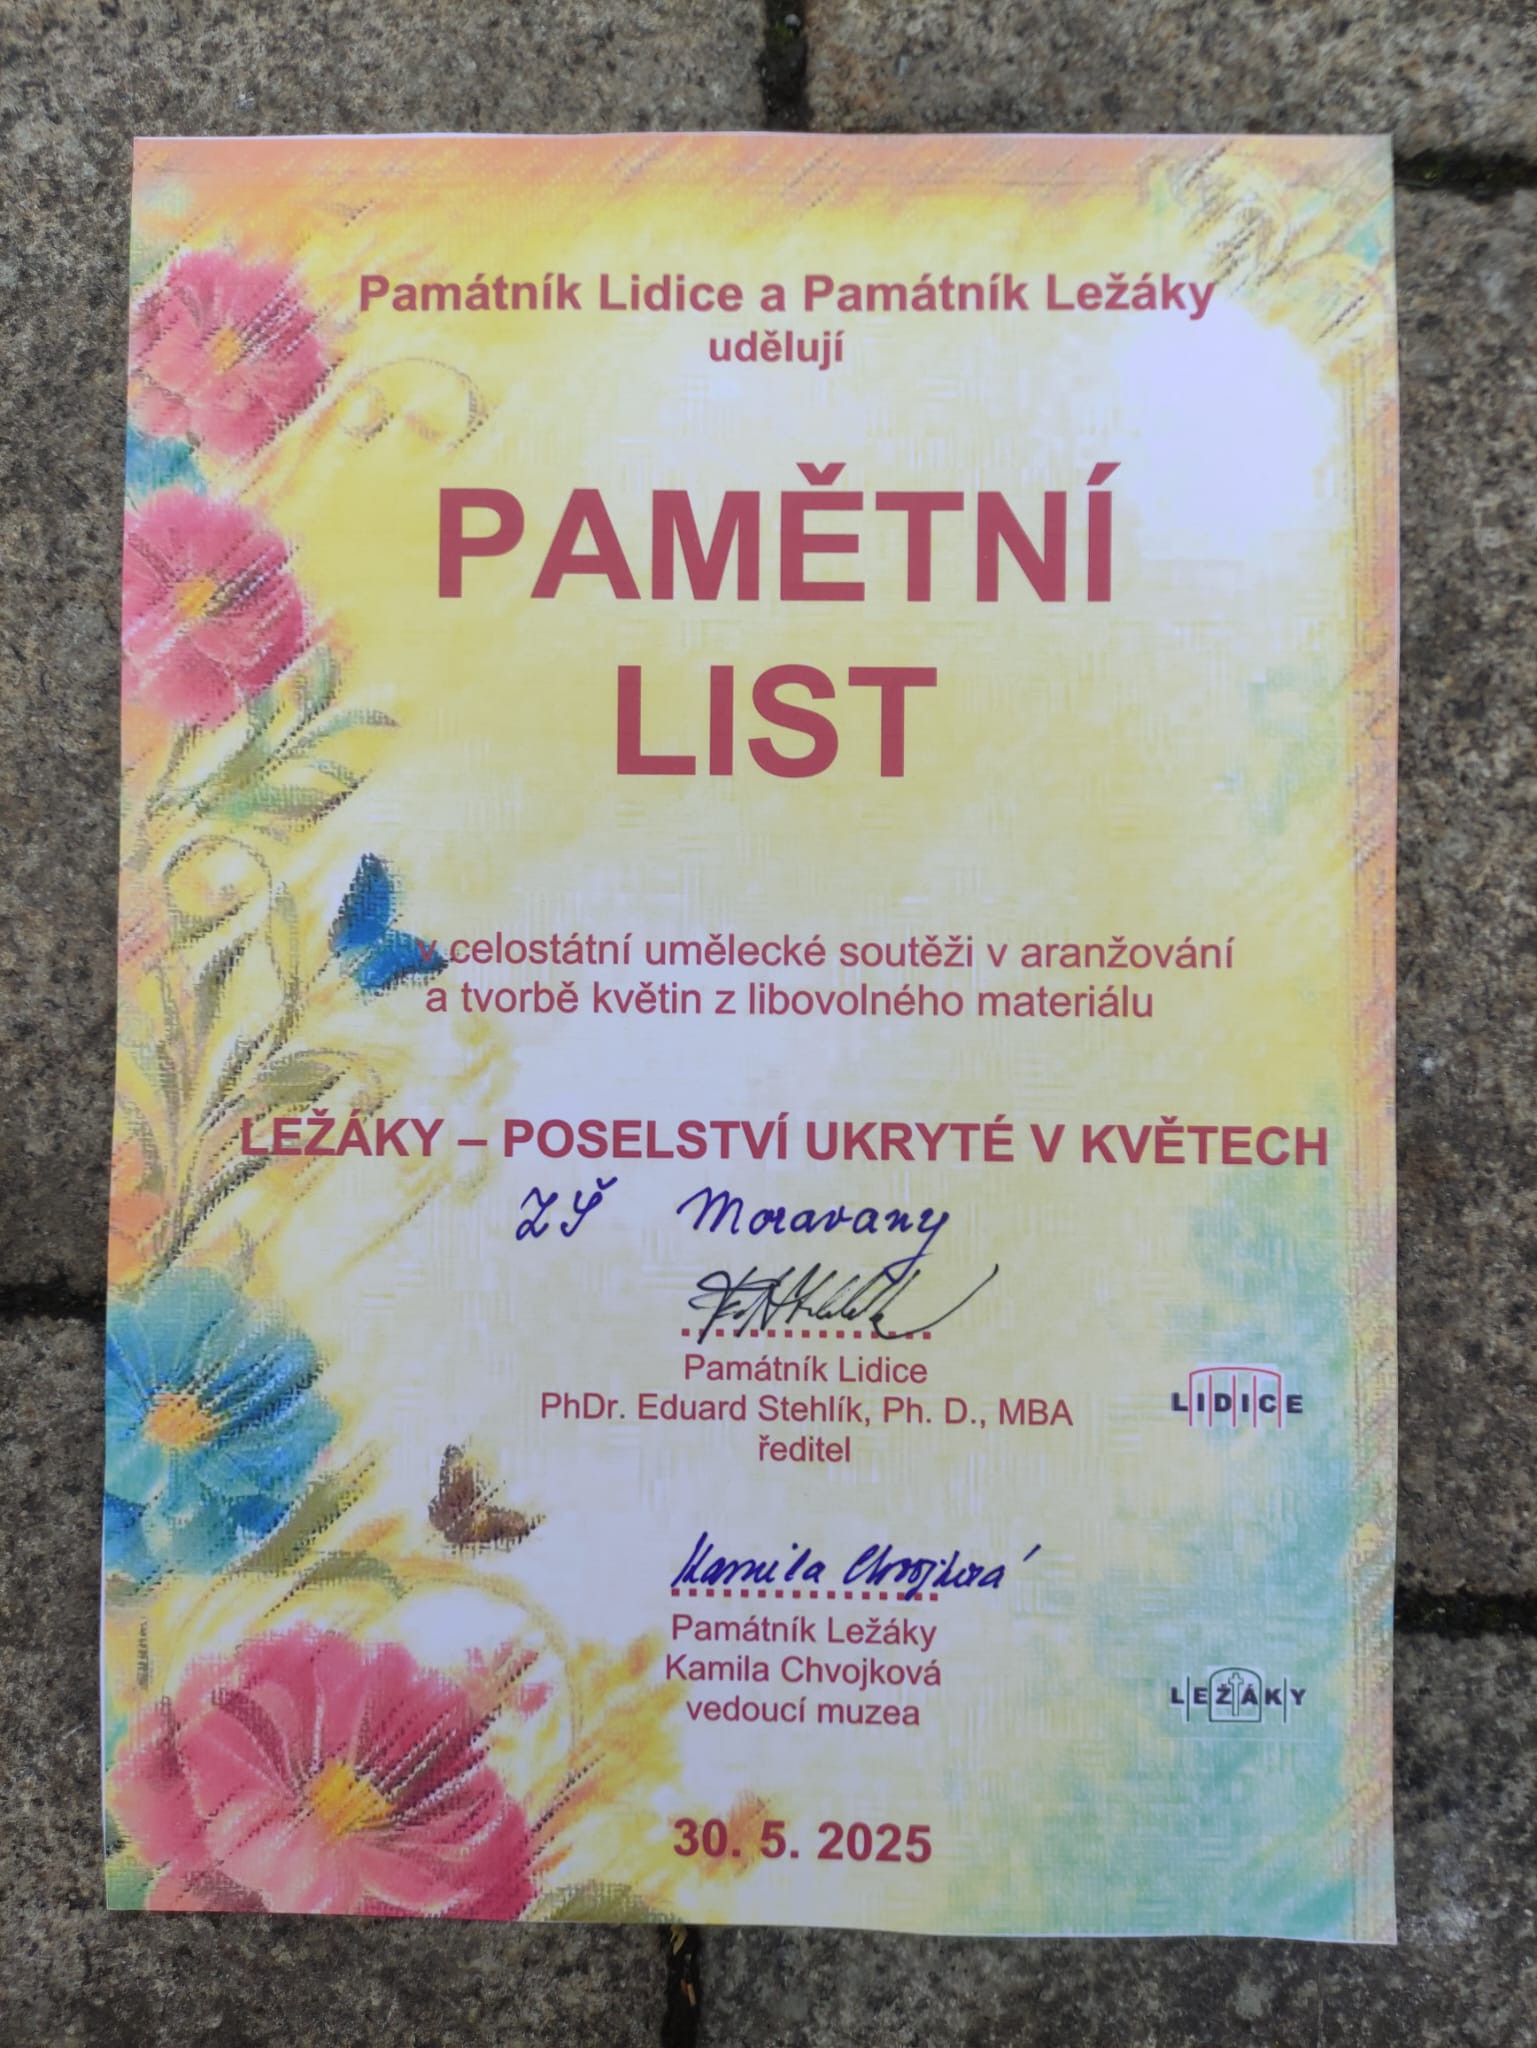 Památník Lidice a Památník Ležáky
udělují
PAMĚTNÍ
LIST
v celostátní umělecké soutěži v aranžování
a tvorbě květin z libovolného materiálu
LEŽÁKY – POSELSTVÍ UKRYTÉ V KVĚTECH
ZŠ Moravany
Památník Lidice
PhDr. Eduard Stehlík, Ph. D., MBA
ředitel
LIDICE
Kamila Chvojková
Památník Ležáky
Kamila Chvojková
vedoucí muzea
LEŽÁKY
30. 5. 2025